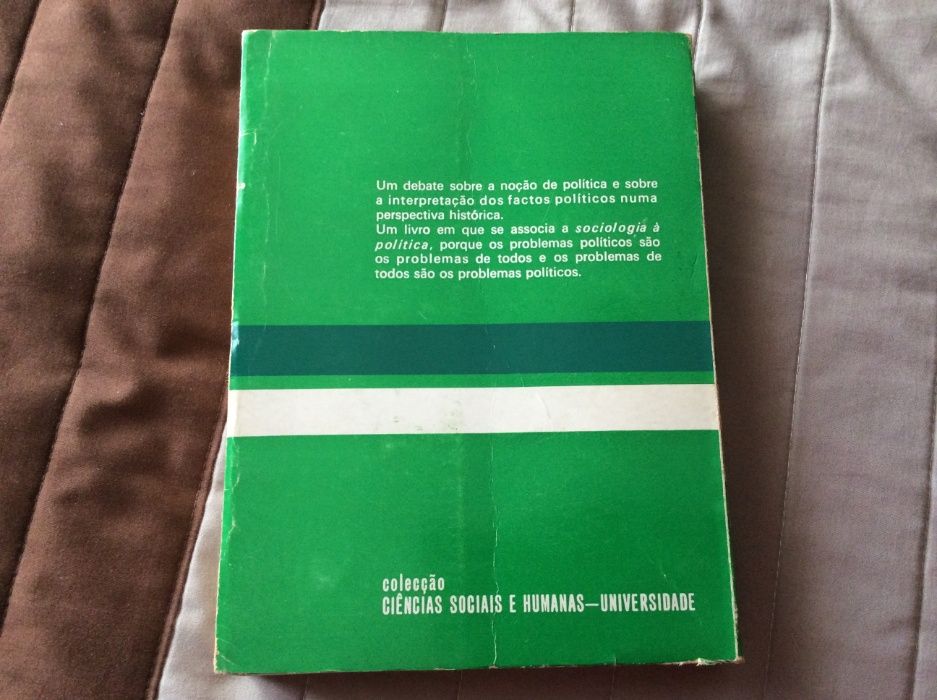 Um debate sobre a noção de política e sobre
a interpretação dos factos políticos numa
perspectiva histórica.
Um livro em que se associa a sociologia à
política, porque os problemas políticos são
os problemas de todos e os problemas de
todos são os problemas políticos.
colecção
CIÊNCIAS SOCIAIS E HUMANAS—UNIVERSIDADE